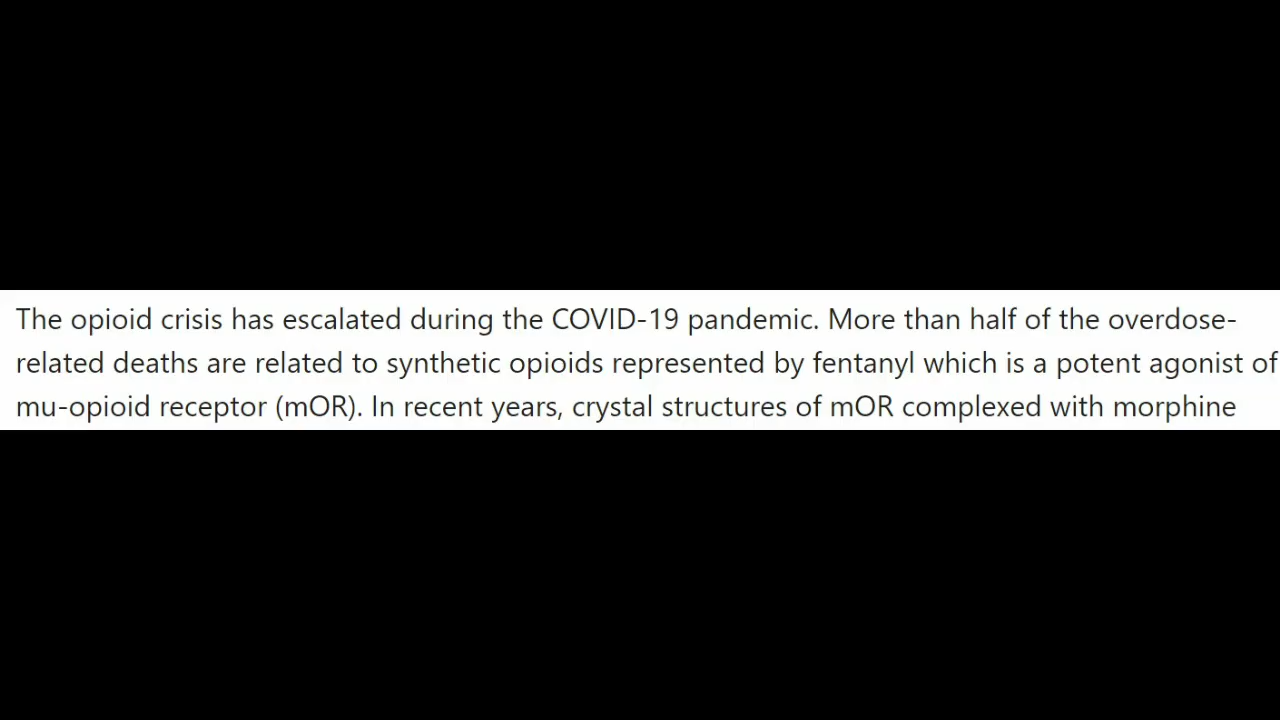 The opioid crisis has escalated during the COVID-19 pandemic. More than half of the overdose-
related deaths are related to synthetic opioids represented by fentanyl which is a potent agonist of
mu-opioid receptor (mOR). In recent years, crystal structures of mOR complexed with morphine